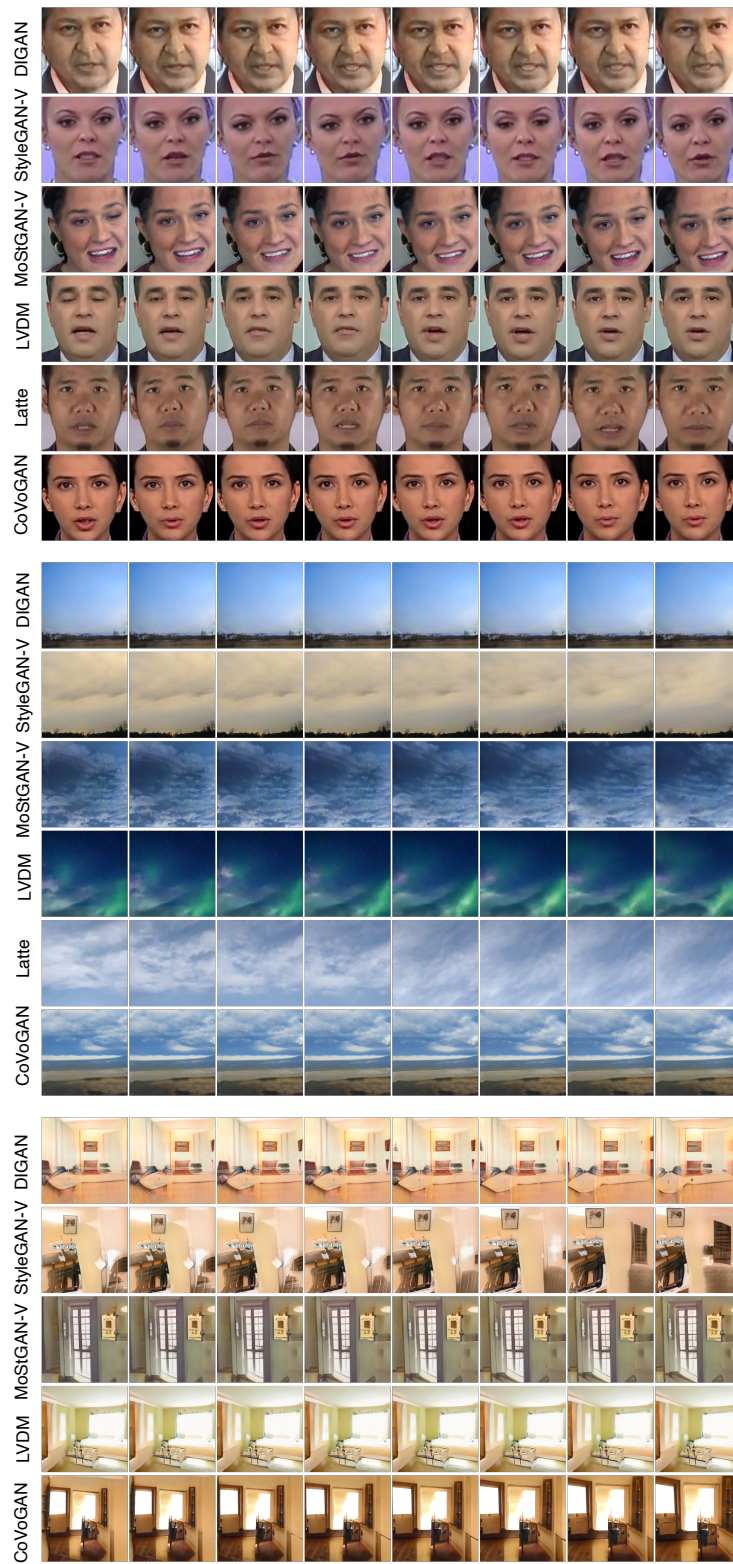 DIGAN
StyleGAN-V
MoStGAN-V
LVDM
Latte
CoVoGAN
DIGAN
StyleGAN-V
MoStGAN-V
LVDM
Latte
CoVoGAN
DIGAN
StyleGAN-V
MoStGAN-V
LVDM
CoVoGAN